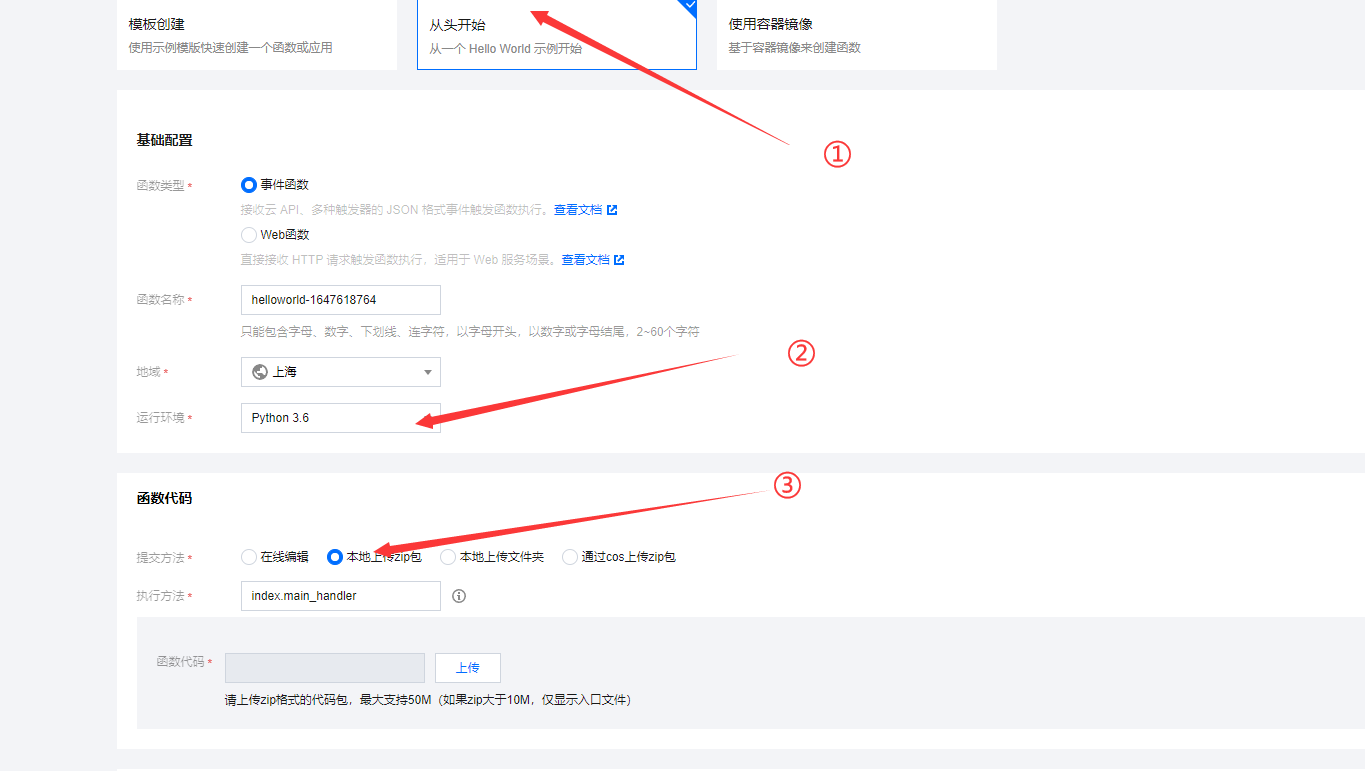 模板创建
使用示例模版快速创建一个函数或应用
从头开始
从一个 Hello World 示例开始
使用容器镜像
基于容器镜像来创建函数
①
基础配置
函数类型 *
事件函数
接收云 API、多种触发器的 JSON 格式事件触发函数执行。查看文档
Web函数
直接接收 HTTP 请求触发函数执行，适用于 Web 服务场景。查看文档
函数名称 *
helloworld-1647618764
只能包含字母、数字、下划线、连字符，以字母开头，以数字或字母结尾，2~60个字符
②
地域 *
上海
运行环境 *
Python 3.6
③
函数代码
提交方法 *
在线编辑
本地上传zip包
本地上传文件夹
通过cos上传zip包
执行方法 *
index.main_handler
函数代码 *
上传
请上传zip格式的代码包，最大支持50M（如果zip大于10M，仅显示入口文件）